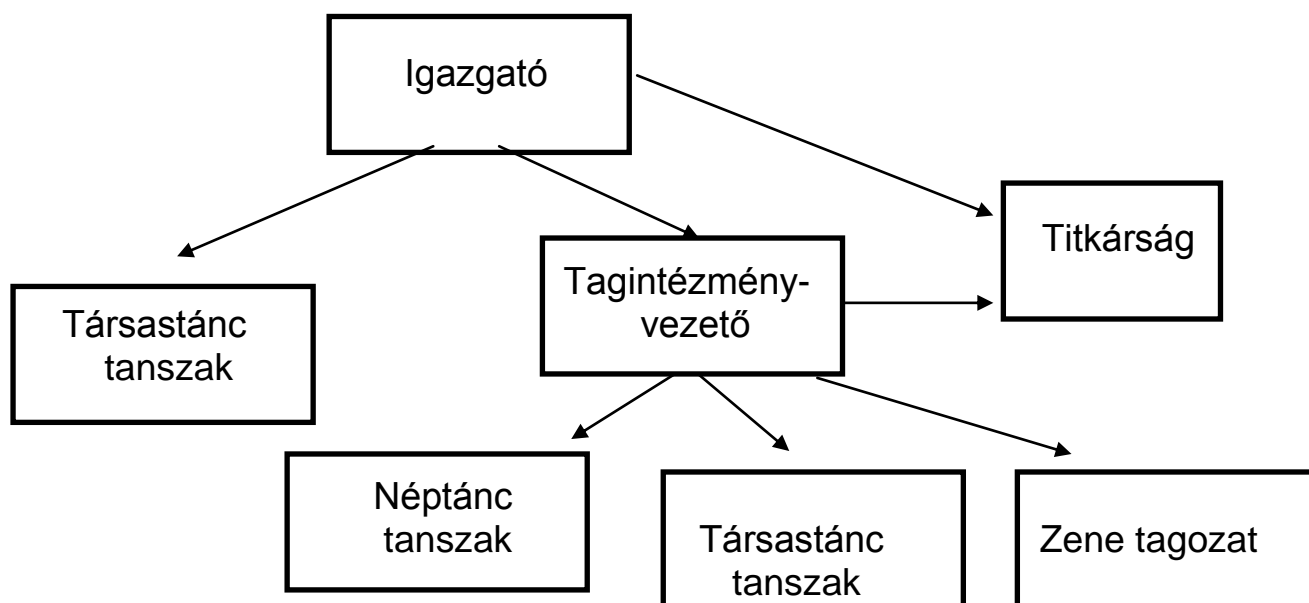 Igazgató
Titkárság
Tagintézmény-
vezető
Társastánc
tanszak
Néptánc
tanszak
Társastánc
tanszak
Zene tagozat